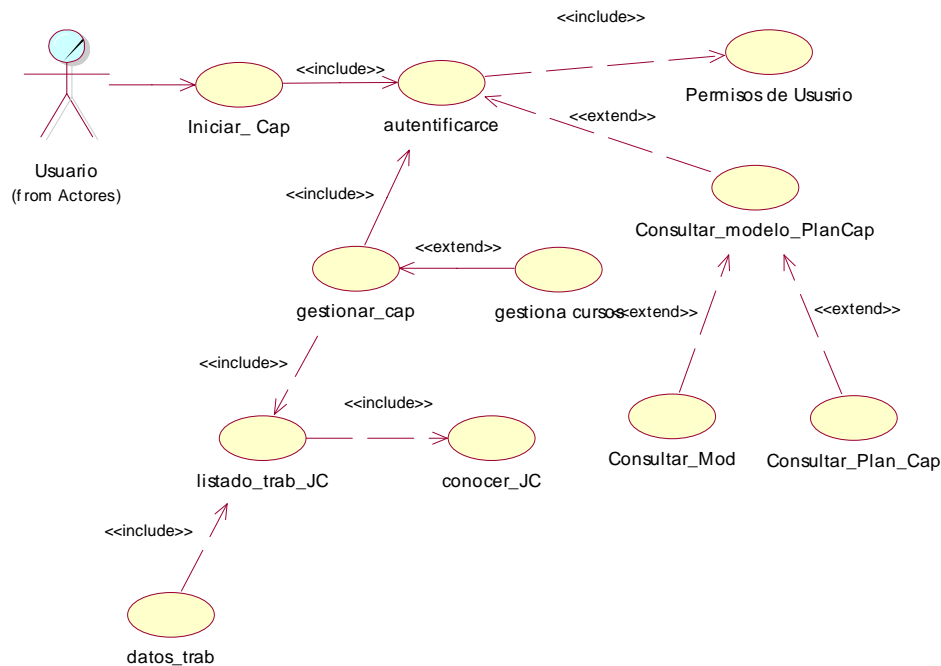 <<include>>
<<include>>
Permisos de Ususrio
Iniciar_ Cap
autentificarce
<<extend>>
Usuario
(from Actores)
<<include>>
Consultar_modelo_PlanCap
<<extend>>
gestionar_cap
gestiona cursos
<<extend>>
<<extend>>
<<include>>
<<include>>
listado_trab_JC
conocer_JC
Consultar_Mod
Consultar_Plan_Cap
<<include>>
datos_trab